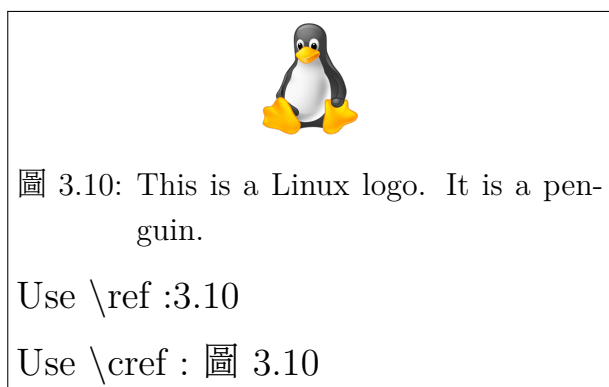 圖 3.10: This is a Linux logo. It is a pen-
guin.
Use \ref :3.10
Use \cref : 圖 3.10